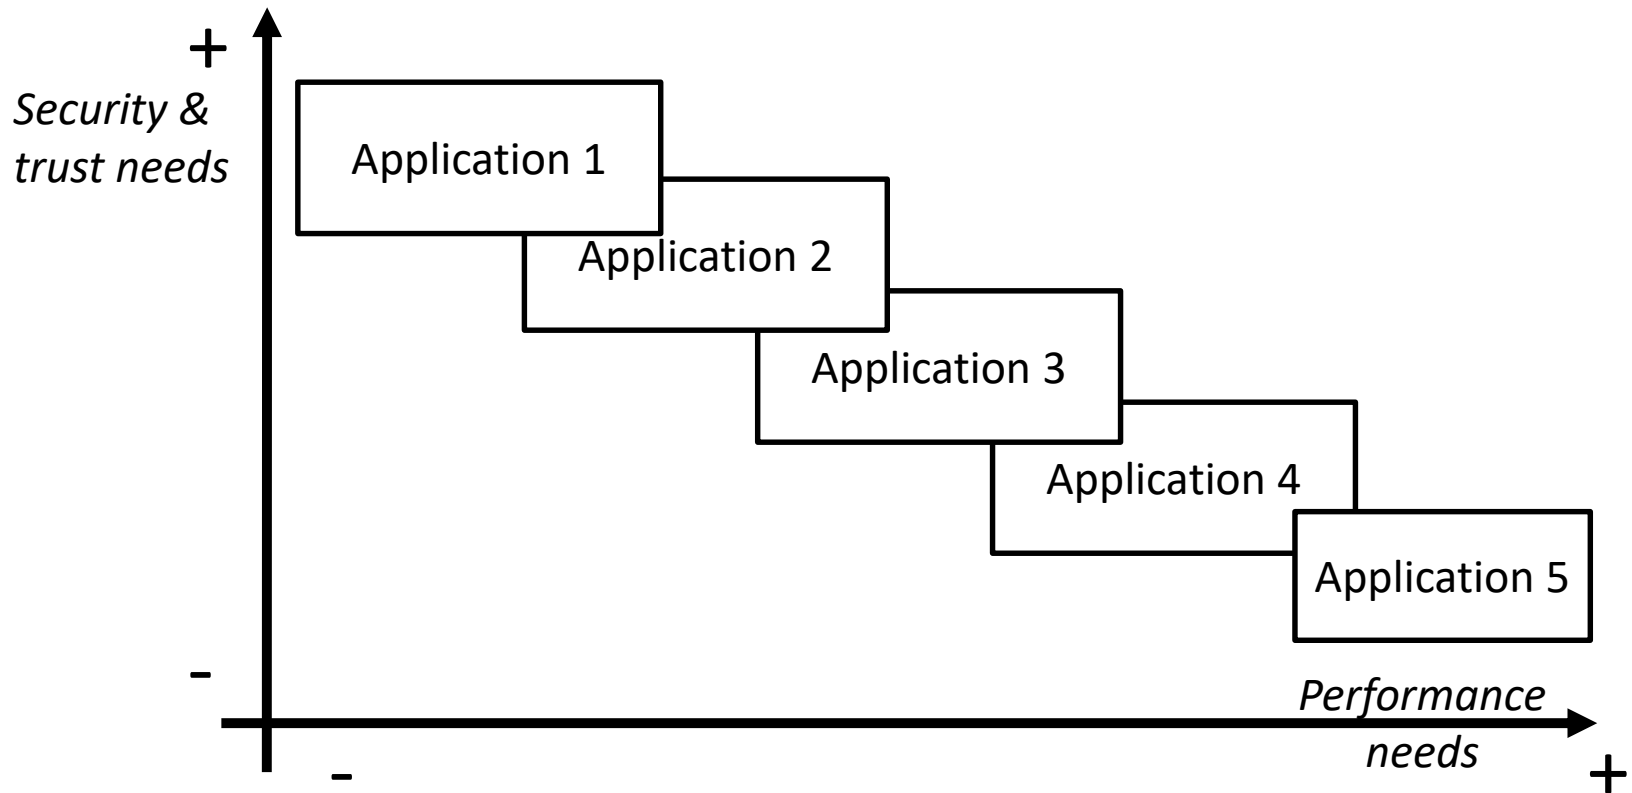 +
Security &
trust needs
Application 1
Application 2
Application 3
Application 4
Application 5
-
Performance
needs
-
+